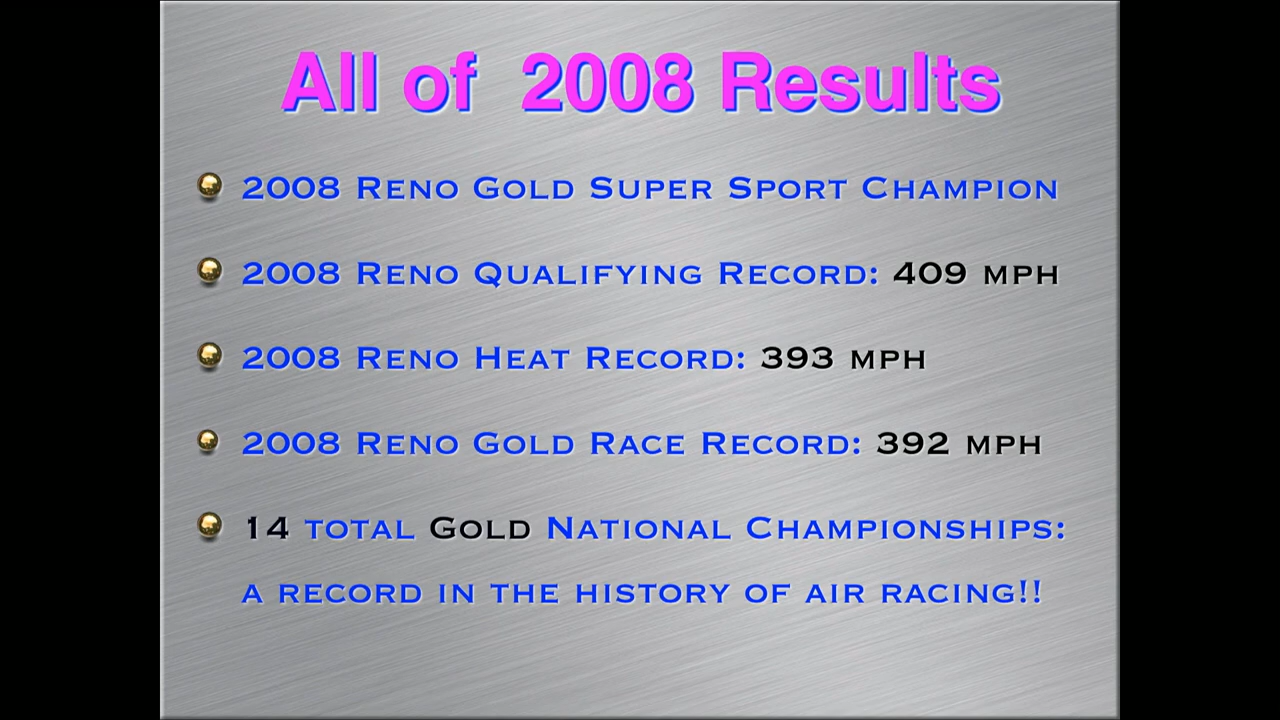 All of  2008 Results
2008 Reno Gold Super Sport Champion
2008 Reno Qualifying Record: 409 mph
2008 Reno Heat Record: 393 mph
2008 Reno Gold Race Record: 392 mph
14 total Gold National Championships:
a record in the history of air racing!!